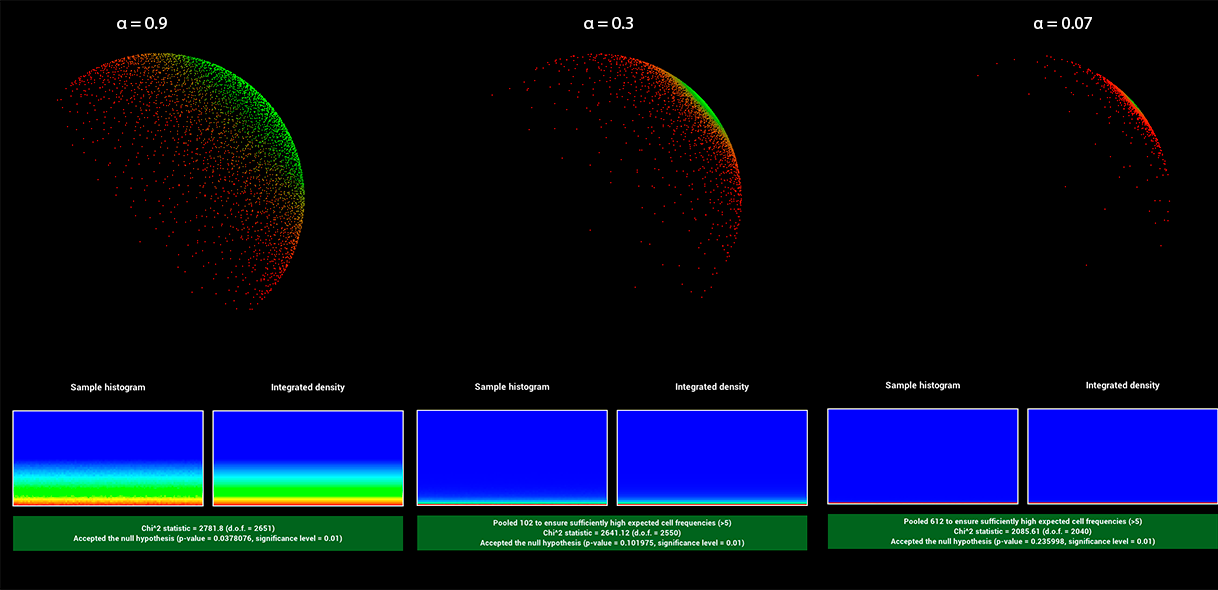 α = 0.9
α = 0.3
α = 0.07
Sample histogram
Integrated density
Sample histogram
Integrated density
Sample histogram
Integrated density
Chi^2 statistic = 2781.8 (d.o.f. = 2651)
Accepted the null hypothesis (p-value = 0.0378076, significance level = 0.01)
Pooled 102 to ensure sufficiently high expected cell frequencies (>5)
Chi^2 statistic = 2641.12 (d.o.f. = 2550)
Accepted the null hypothesis (p-value = 0.101975, significance level = 0.01)
Pooled 612 to ensure sufficiently high expected cell frequencies (>5)
Chi^2 statistic = 2085.61 (d.o.f. = 2040)
Accepted the null hypothesis (p-value = 0.235998, significance level = 0.01)